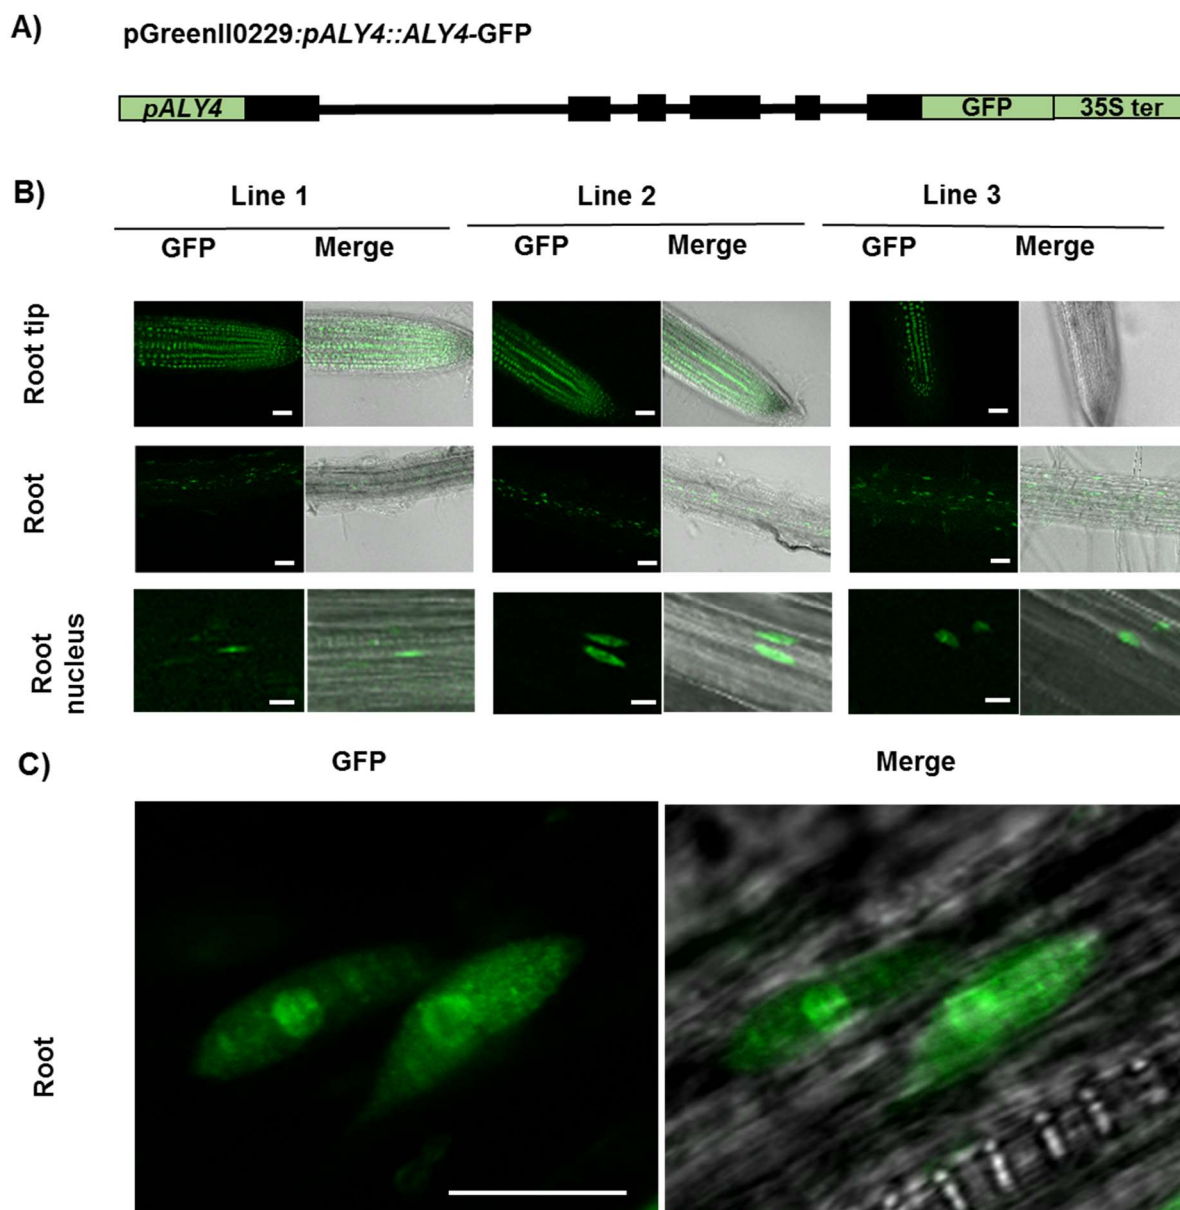 A)
pGreenII0229:pALY4::ALY4-GFP
pALY4 GFP 35S ter
B)
Line 1 Line 2 Line 3
GFP Merge GFP Merge GFP Merge
Root tip
Root
Root
nucleus
C)
GFP Merge
Root